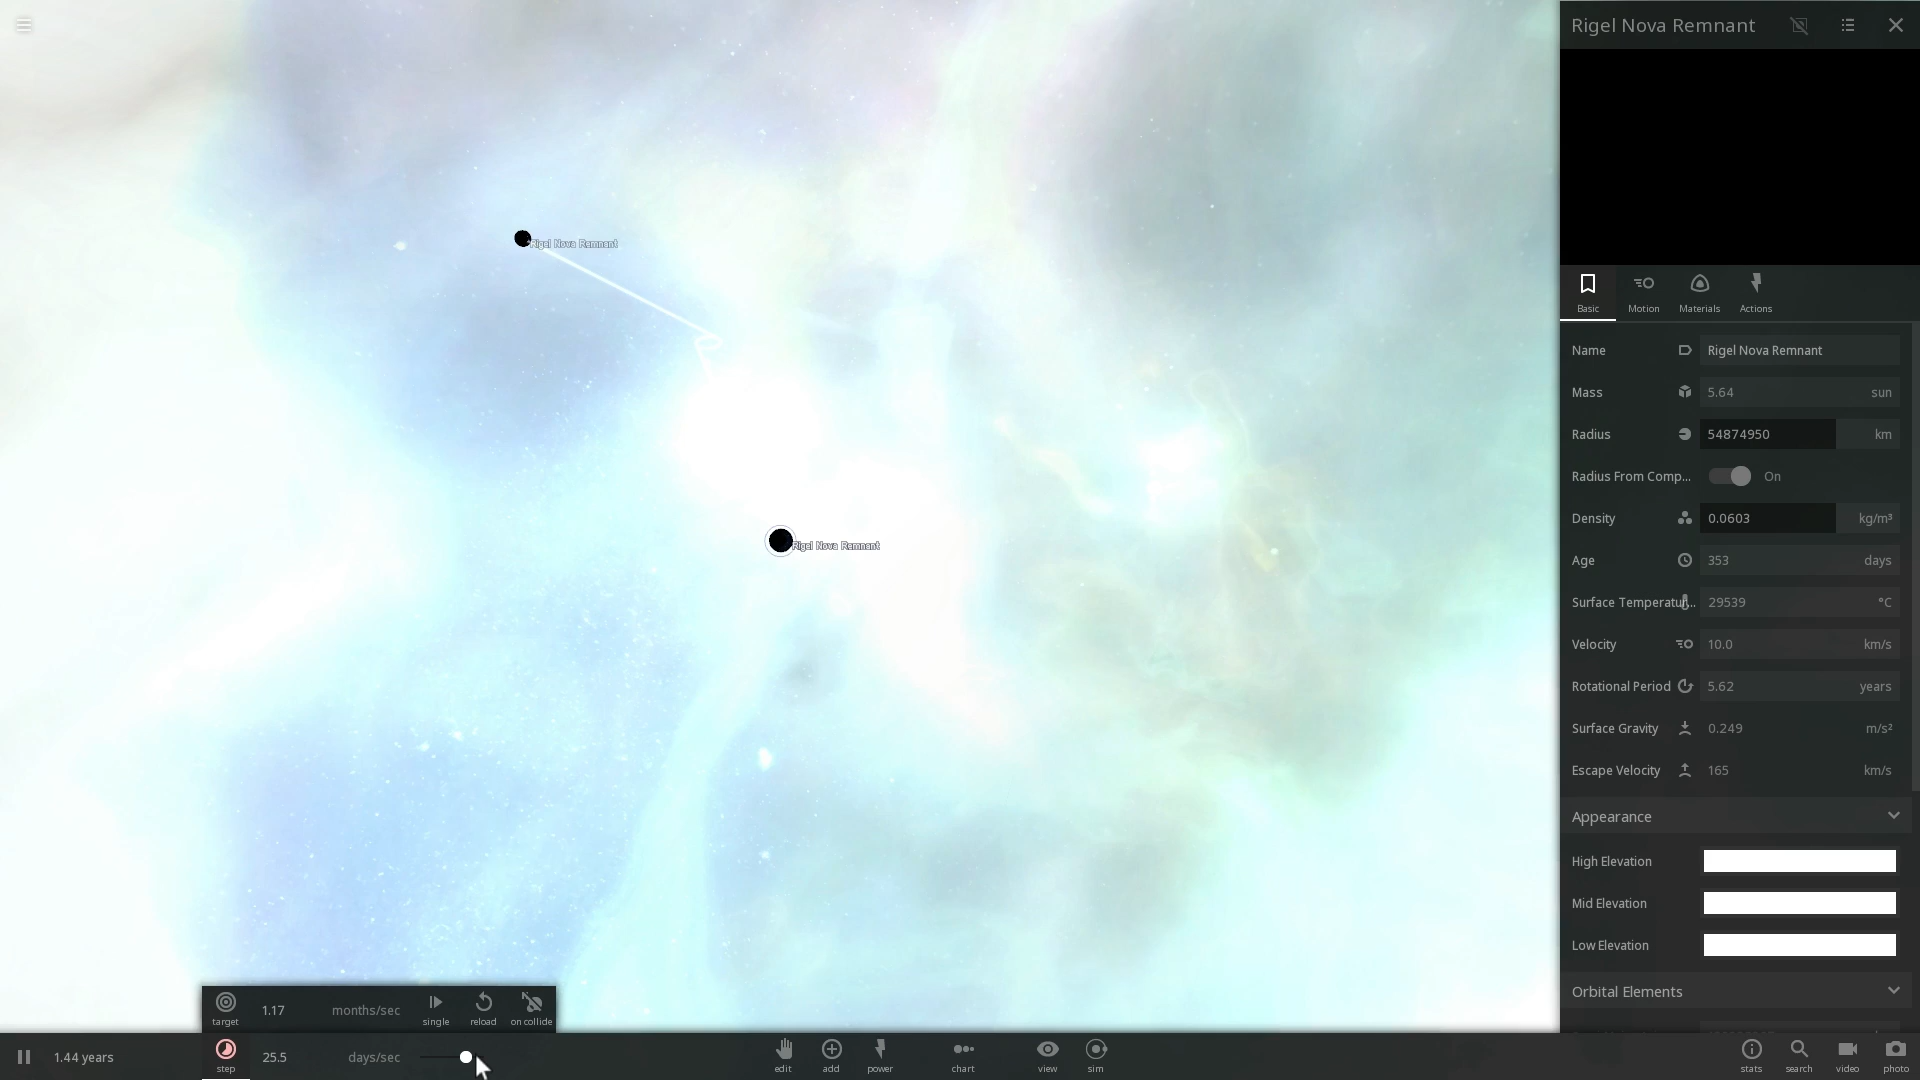 Rigel Nova Remnant
Rigel Nova Remnant
Rigel Nova Remnant
Basic
Motion
Materials
Actions
Name Rigel Nova Remnant
Mass 5.64 sun
Radius 54874950 km
Radius From Comp... On
Density 0.0603 kg/m³
Age 353 days
Surface Temperatur... 29539 °C
Velocity 10.0 km/s
Rotational Period 5.62 years
Surface Gravity 0.249 m/s²
Escape Velocity 165 km/s
Appearance
High Elevation
Mid Elevation
Low Elevation
Orbital Elements
target 1.17 months/sec single reload on collide
1.44 years step 25.5 days/sec edit add power chart view sim stats search video photo